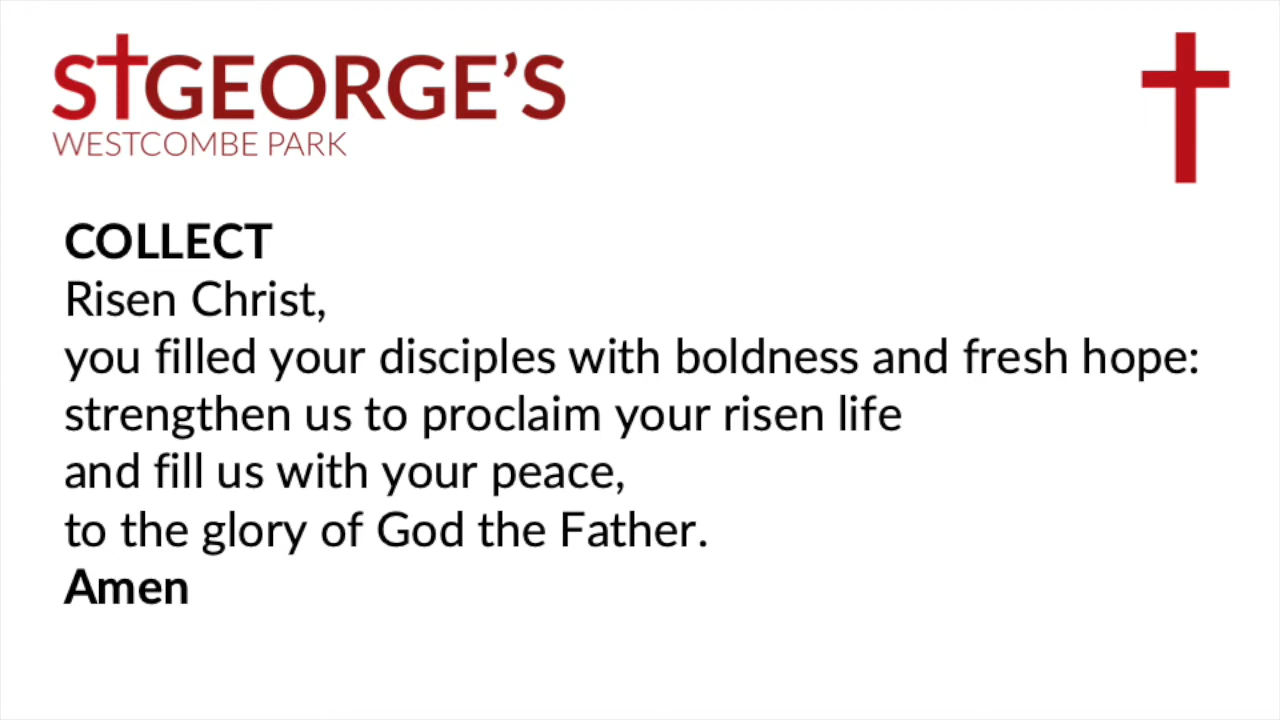 StGEORGE’S
WESTCOMBE PARK
COLLECT
Risen Christ,
you filled your disciples with boldness and fresh hope:
strengthen us to proclaim your risen life
and fill us with your peace,
to the glory of God the Father.
Amen